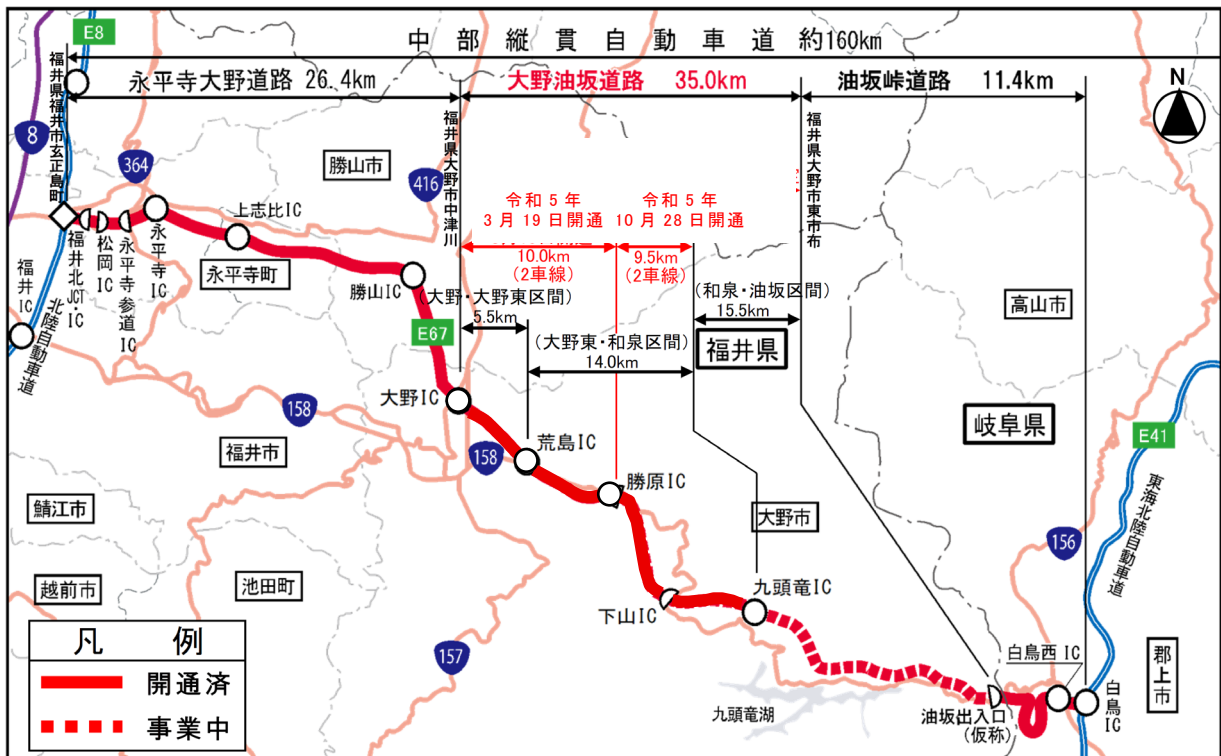 中部縦貫自動車道 約160km
E8
永平寺大野道路 26.4km
大野油坂道路 35.0km
油坂峠道路 11.4km
N
福井県福井市玄正島町
福井県大野市中津川
福井県大野市東市布
8
364
416
勝山市
令和5年
3月19日開通
令和5年
10月28日開通
10.0km
(2車線)
9.5km
(2車線)
上志比IC
永平寺IC
永平寺参道IC
松岡IC
福井北JCT・IC
福井IC
北陸自動車道
永平寺町
勝山IC
E67
(大野・大野東区間)
5.5km
(和泉・油坂区間)
15.5km
(大野東・和泉区間)
14.0km
福井県
高山市
岐阜県
E41
東海北陸自動車道
大野IC
158
福井市
荒島IC
158
勝原IC
鯖江市
大野市
156
越前市
池田町
九頭竜IC
下山IC
157
九頭竜湖
油坂出入口
(仮称)
白鳥西IC
白鳥IC
郡上市
凡例
開通済
事業中